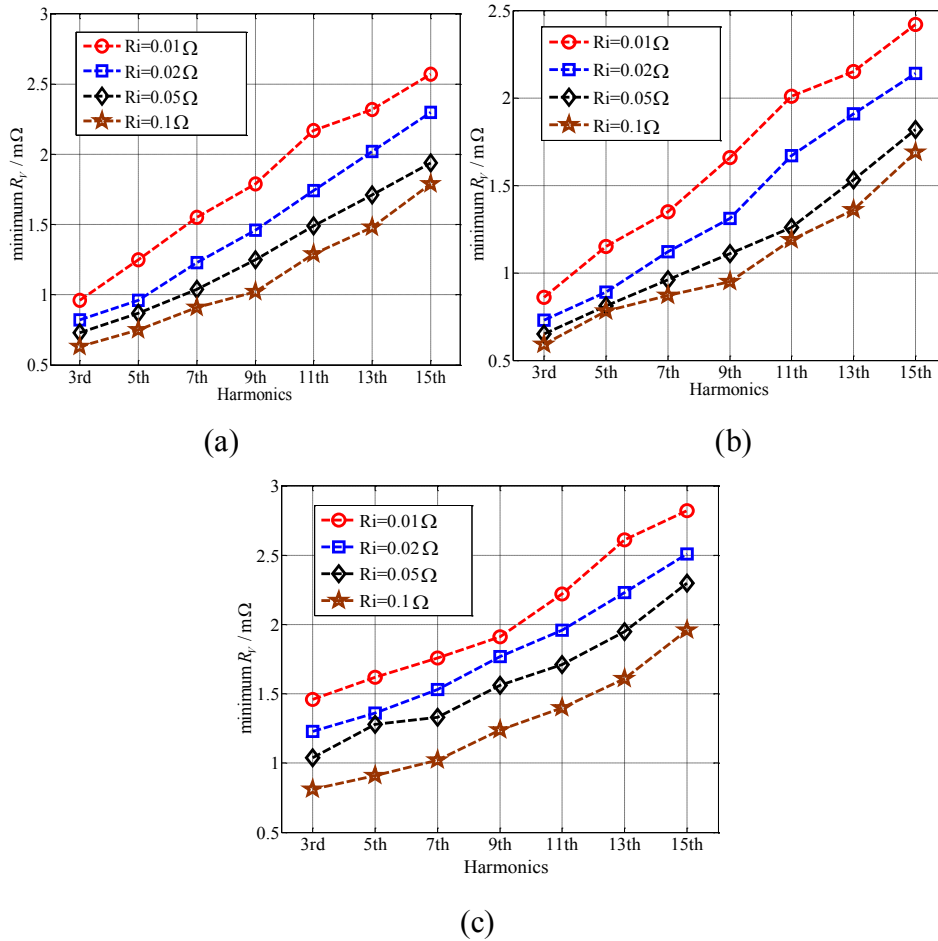 3
2.5
2
1.5
1
0.5
minimum R_V / mΩ
Ri=0.01Ω
Ri=0.02Ω
Ri=0.05Ω
Ri=0.1Ω
3rd 5th 7th 9th 11th 13th 15th
Harmonics
(a)
2.5
2
1.5
1
0.5
minimum R_V / mΩ
Ri=0.01Ω
Ri=0.02Ω
Ri=0.05Ω
Ri=0.1Ω
3rd 5th 7th 9th 11th 13th 15th
Harmonics
(b)
3
2.5
2
1.5
1
0.5
minimum R_V / mΩ
Ri=0.01Ω
Ri=0.02Ω
Ri=0.05Ω
Ri=0.1Ω
3rd 5th 7th 9th 11th 13th 15th
Harmonics
(c)